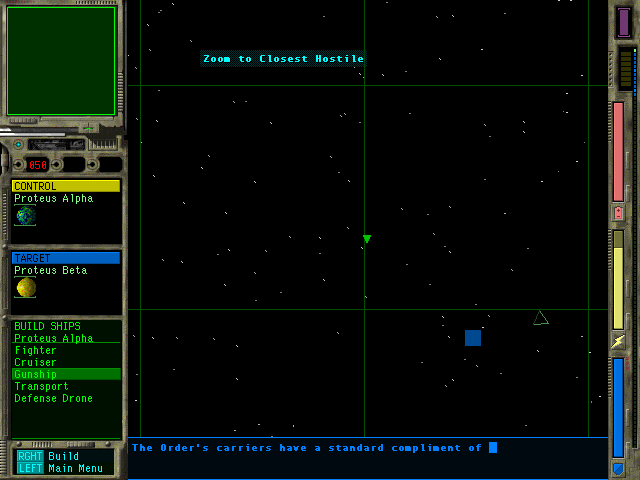 Zoom to Closest Hostile
050
CONTROL
Proteus Alpha
TARGET
Proteus Beta
BUILD SHIPS
Proteus Alpha
Fighter
Cruiser
Gunship
Transport
Defense Drone
RGHT Build
LEFT Main Menu
The Order's carriers have a standard compliment of